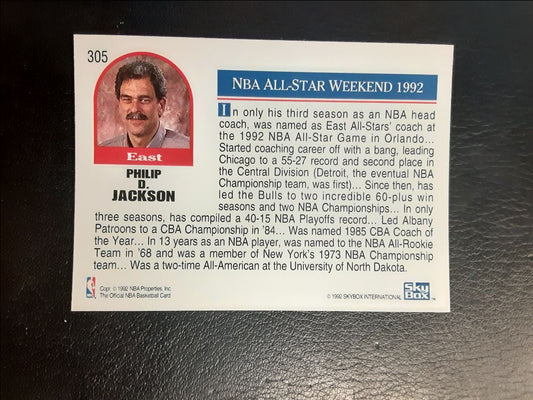 305
East
PHILIP
D.
JACKSON
NBA ALL-STAR WEEKEND 1992
In only his third season as an NBA head
coach, was named as East All-Stars' coach at
the 1992 NBA All-Star Game in Orlando...
Started coaching career off with a bang, leading
Chicago to a 55-27 record and second place in
the Central Division (Detroit, the eventual NBA
Championship team, was first)... Since then, has
led the Bulls to two incredible 60-plus win
seasons and two NBA Championships... In only
three seasons, has compiled a 40-15 NBA Playoffs record... Led Albany
Patroons to a CBA Championship in '84... Was named 1985 CBA Coach
of the Year... In 13 years as an NBA player, was named to the NBA All-Rookie
Team in '68 and was a member of New York's 1973 NBA Championship
team... Was a two-time All-American at the University of North Dakota.
Copr. © 1992 NBA Properties, Inc
The Official NBA Basketball Card
© 1992 SKYBOX INTERNATIONAL
SkyBox